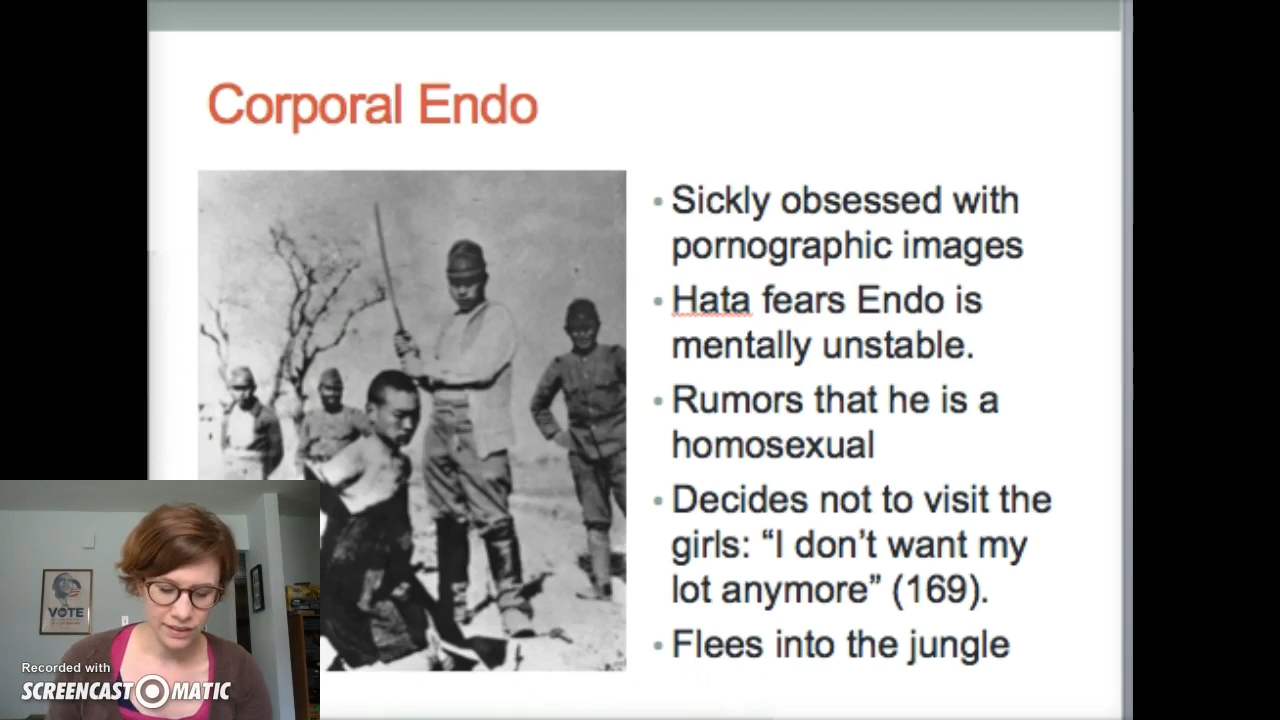 Corporal Endo
• Sickly obsessed with
pornographic images
• Hata fears Endo is
mentally unstable.
• Rumors that he is a
homosexual
• Decides not to visit the
girls: “I don’t want my
lot anymore” (169).
• Flees into the jungle
VOTE
Recorded with
SCREENCAST-O-MATIC